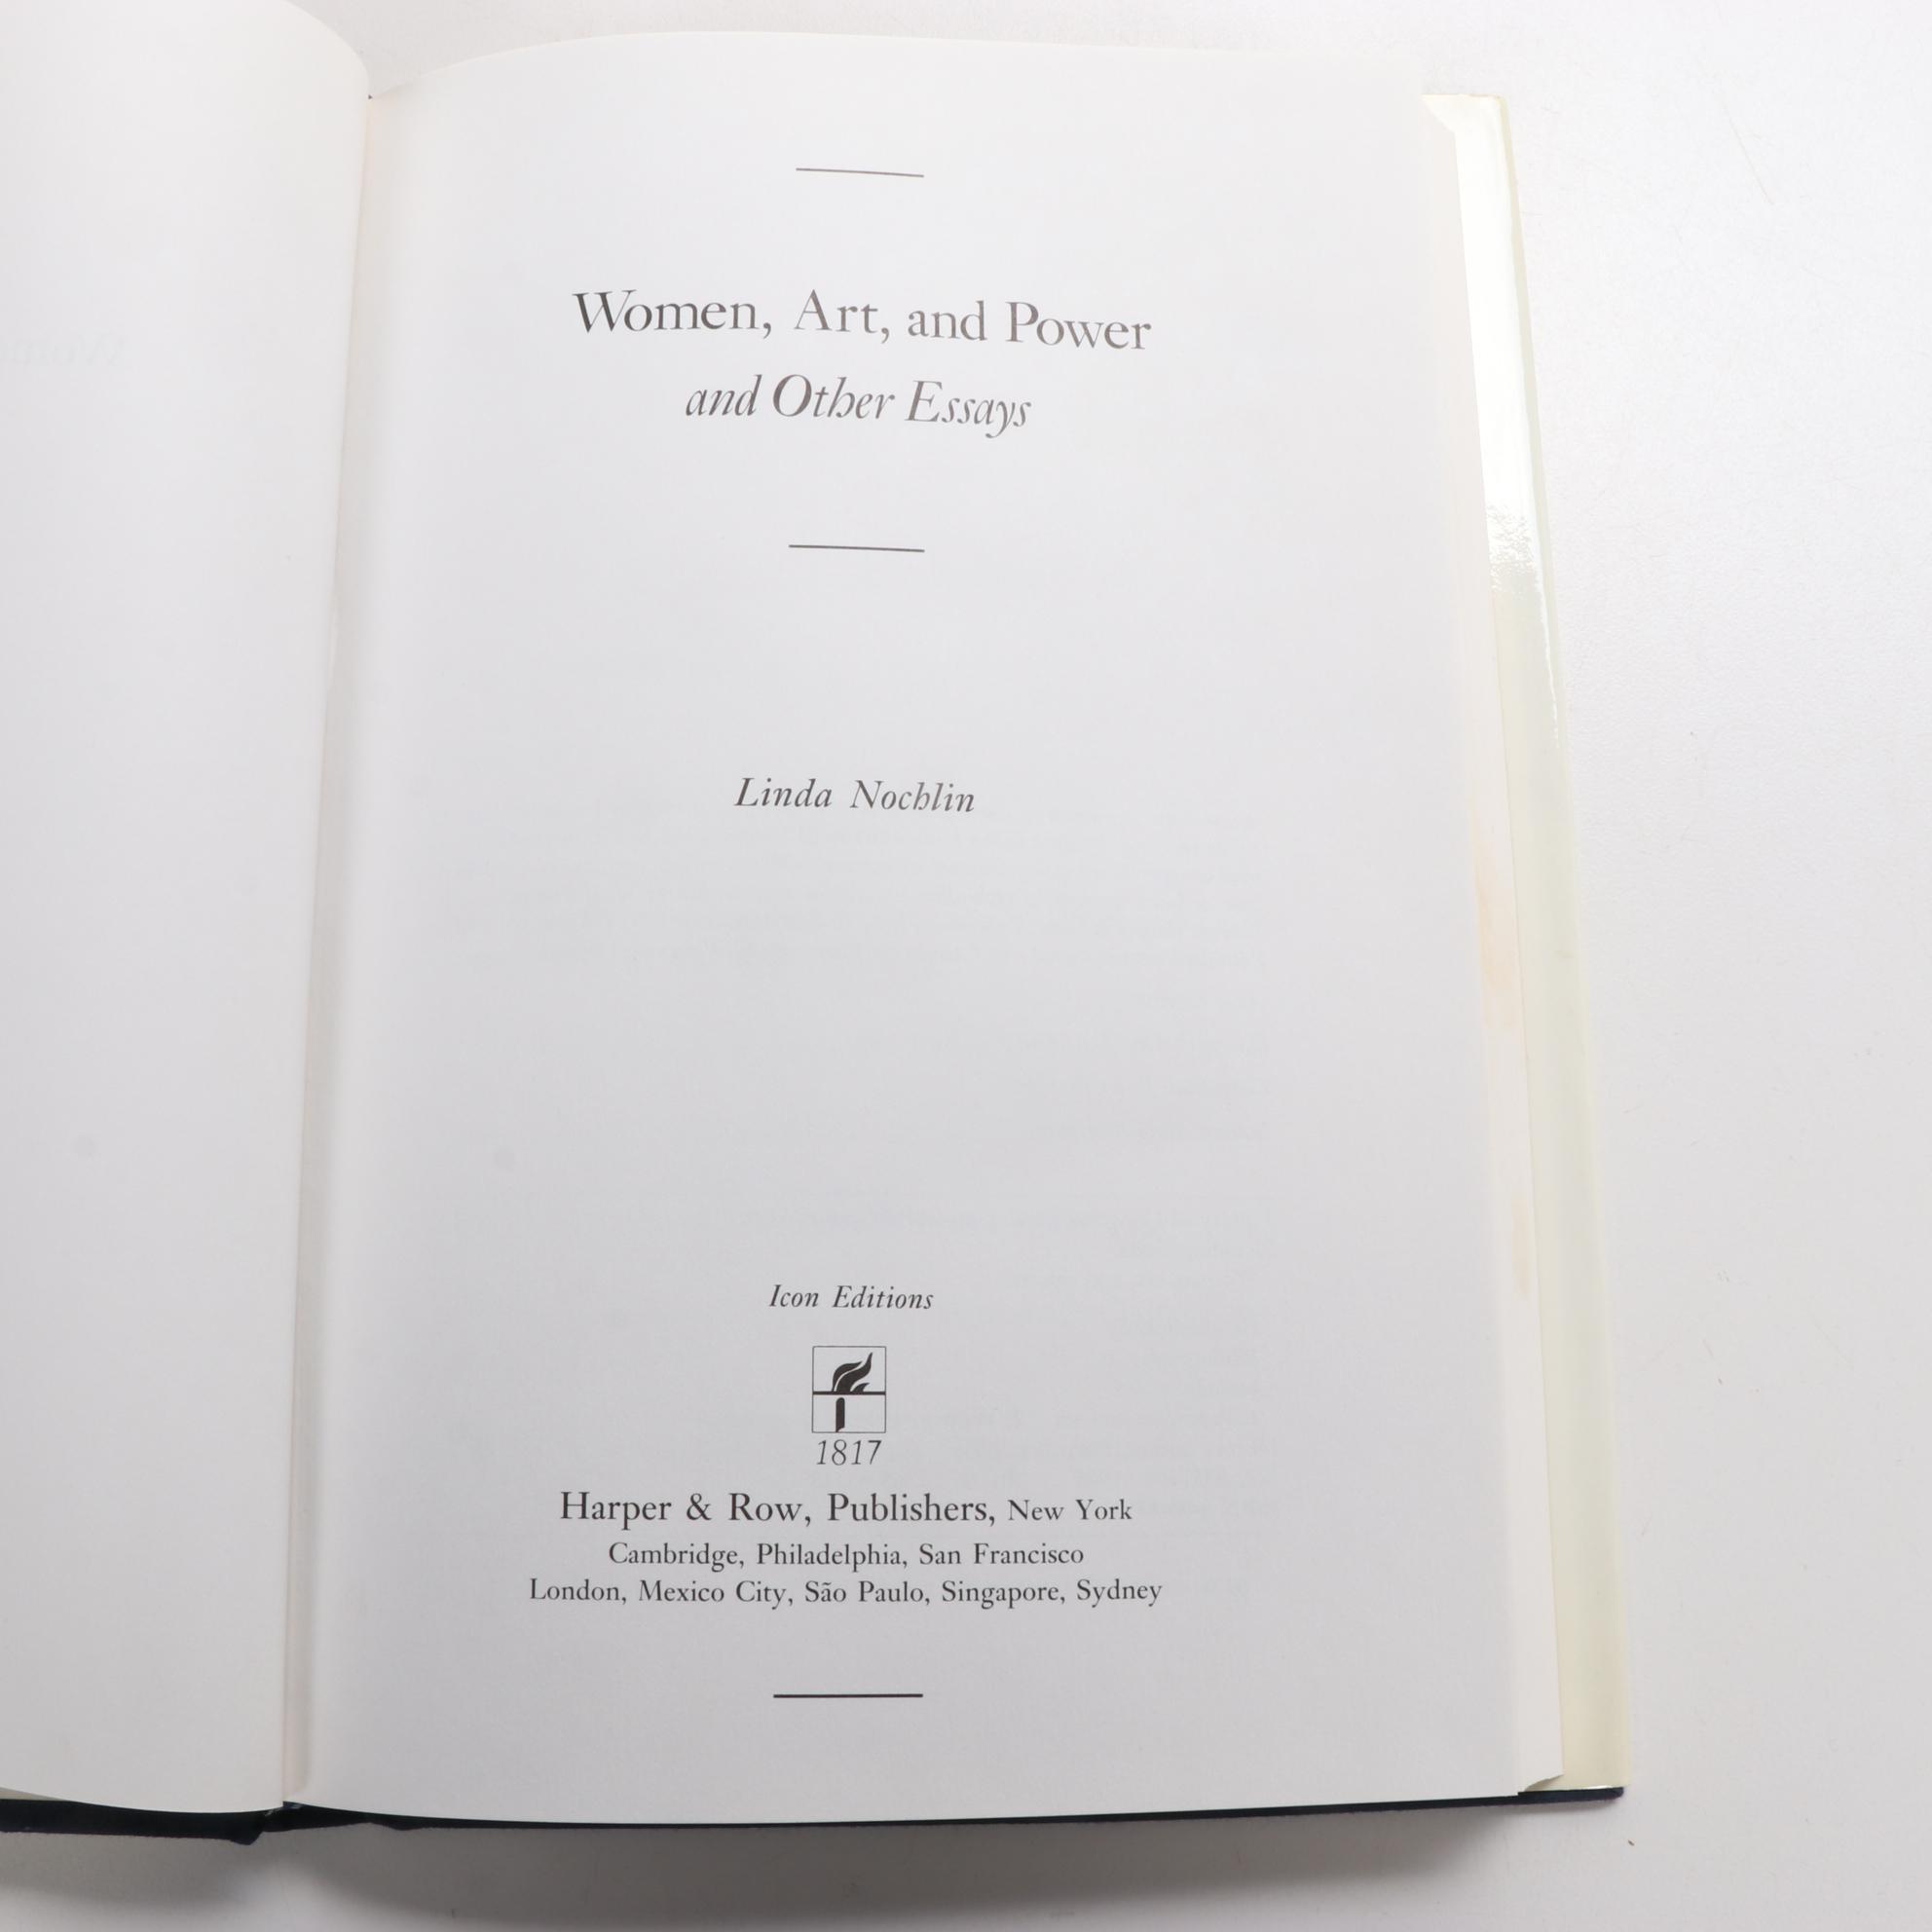 Women, Art, and Power
and Other Essays
Linda Nochlin
Icon Editions
1817
Harper & Row, Publishers, New York
Cambridge, Philadelphia, San Francisco
London, Mexico City, São Paulo, Singapore, Sydney